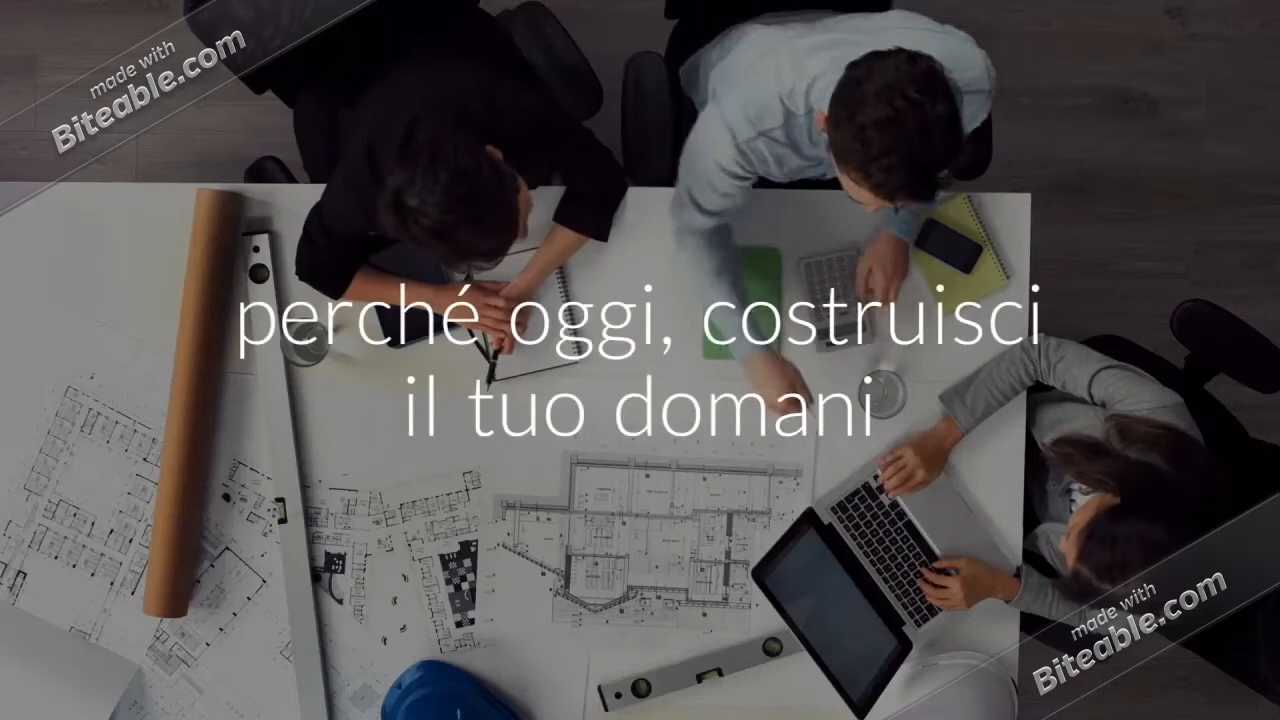 made with
Biteable.com
perché oggi, costruisci
il tuo domani
made with
Biteable.com